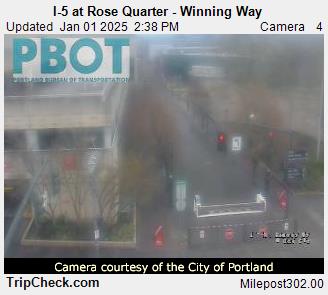 I-5 at Rose Quarter - Winning Way
Updated Jan 01 2025 2:38 PM Camera 4
PBOT
PORTLAND BUREAU OF TRANSPORTATION
Camera courtesy of the City of Portland
TripCheck.com Milepost302.00